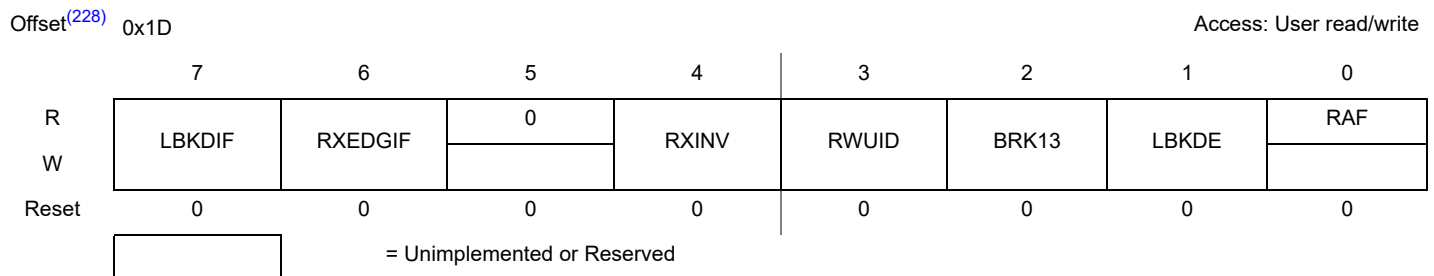 Offset(228) 0x1D Access: User read/write
7 6 5 4 3 2 1 0
R LBKDIF RXEDGIF 0 RXINV RWUID BRK13 LBKDE RAF
W
Reset 0 0 0 0 0 0 0 0
= Unimplemented or Reserved